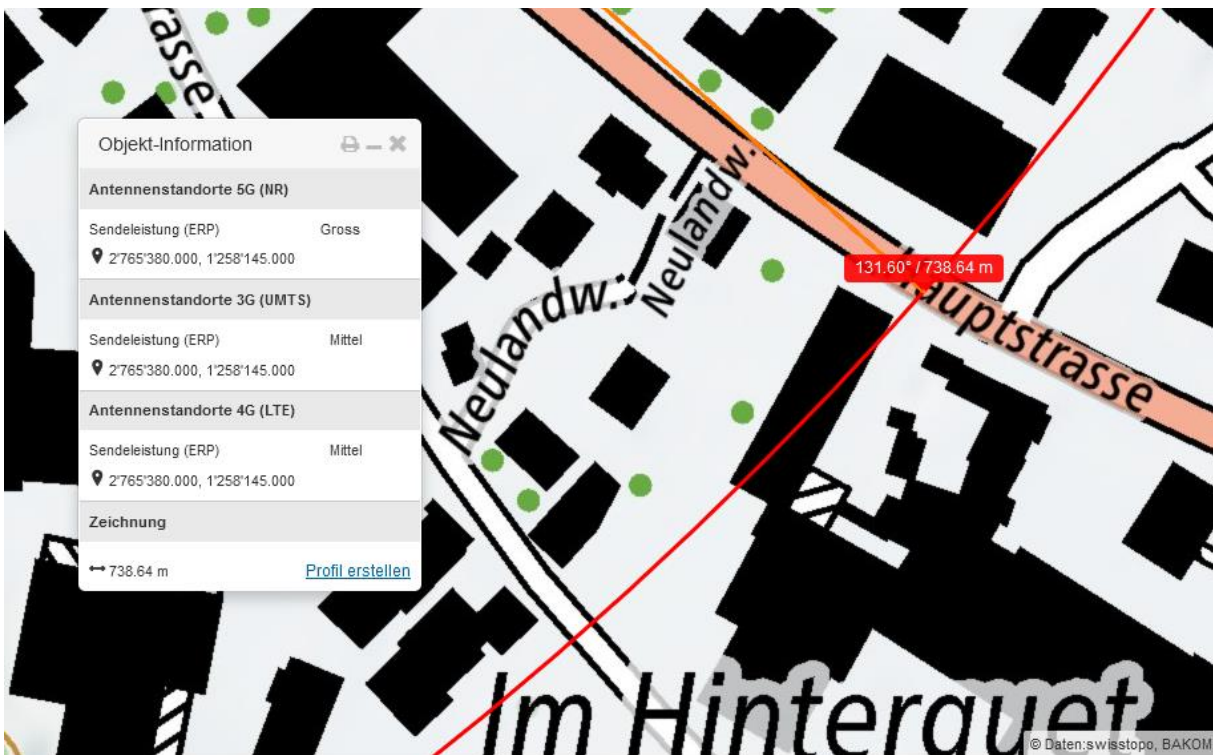 rasse
Objekt-Information
Antennenstandorte 5G (NR)
Sendeleistung (ERP) Gross
2'765'380.000, 1'258'145.000
Antennenstandorte 3G (UMTS)
Sendeleistung (ERP) Mittel
2'765'380.000, 1'258'145.000
Antennenstandorte 4G (LTE)
Sendeleistung (ERP) Mittel
2'765'380.000, 1'258'145.000
Zeichnung
738.64 m Profil erstellen
Neulandw.
Neulandw.
131.60° / 738.64 m
Hauptstrasse
Im Hinterguet
© Daten:swisstopo, BAKOM